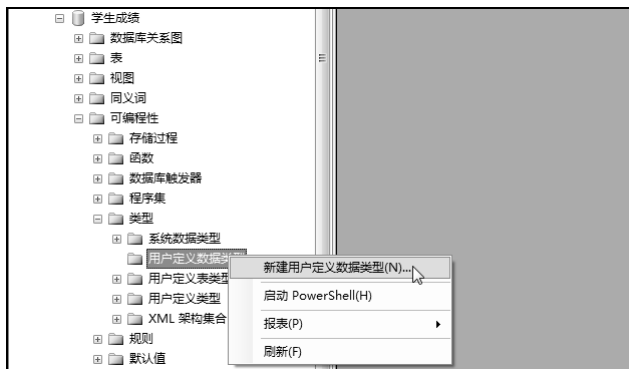 学生成绩
数据库关系图
表
视图
同义词
可编程性
存储过程
函数
数据库触发器
程序集
类型
系统数据类型
用户定义数据类型
新建用户定义数据类型(N)...
用户定义表类型
启动 PowerShell(H)
用户定义类型
XML 架构集合
报表(P)
规则
刷新(F)
默认值